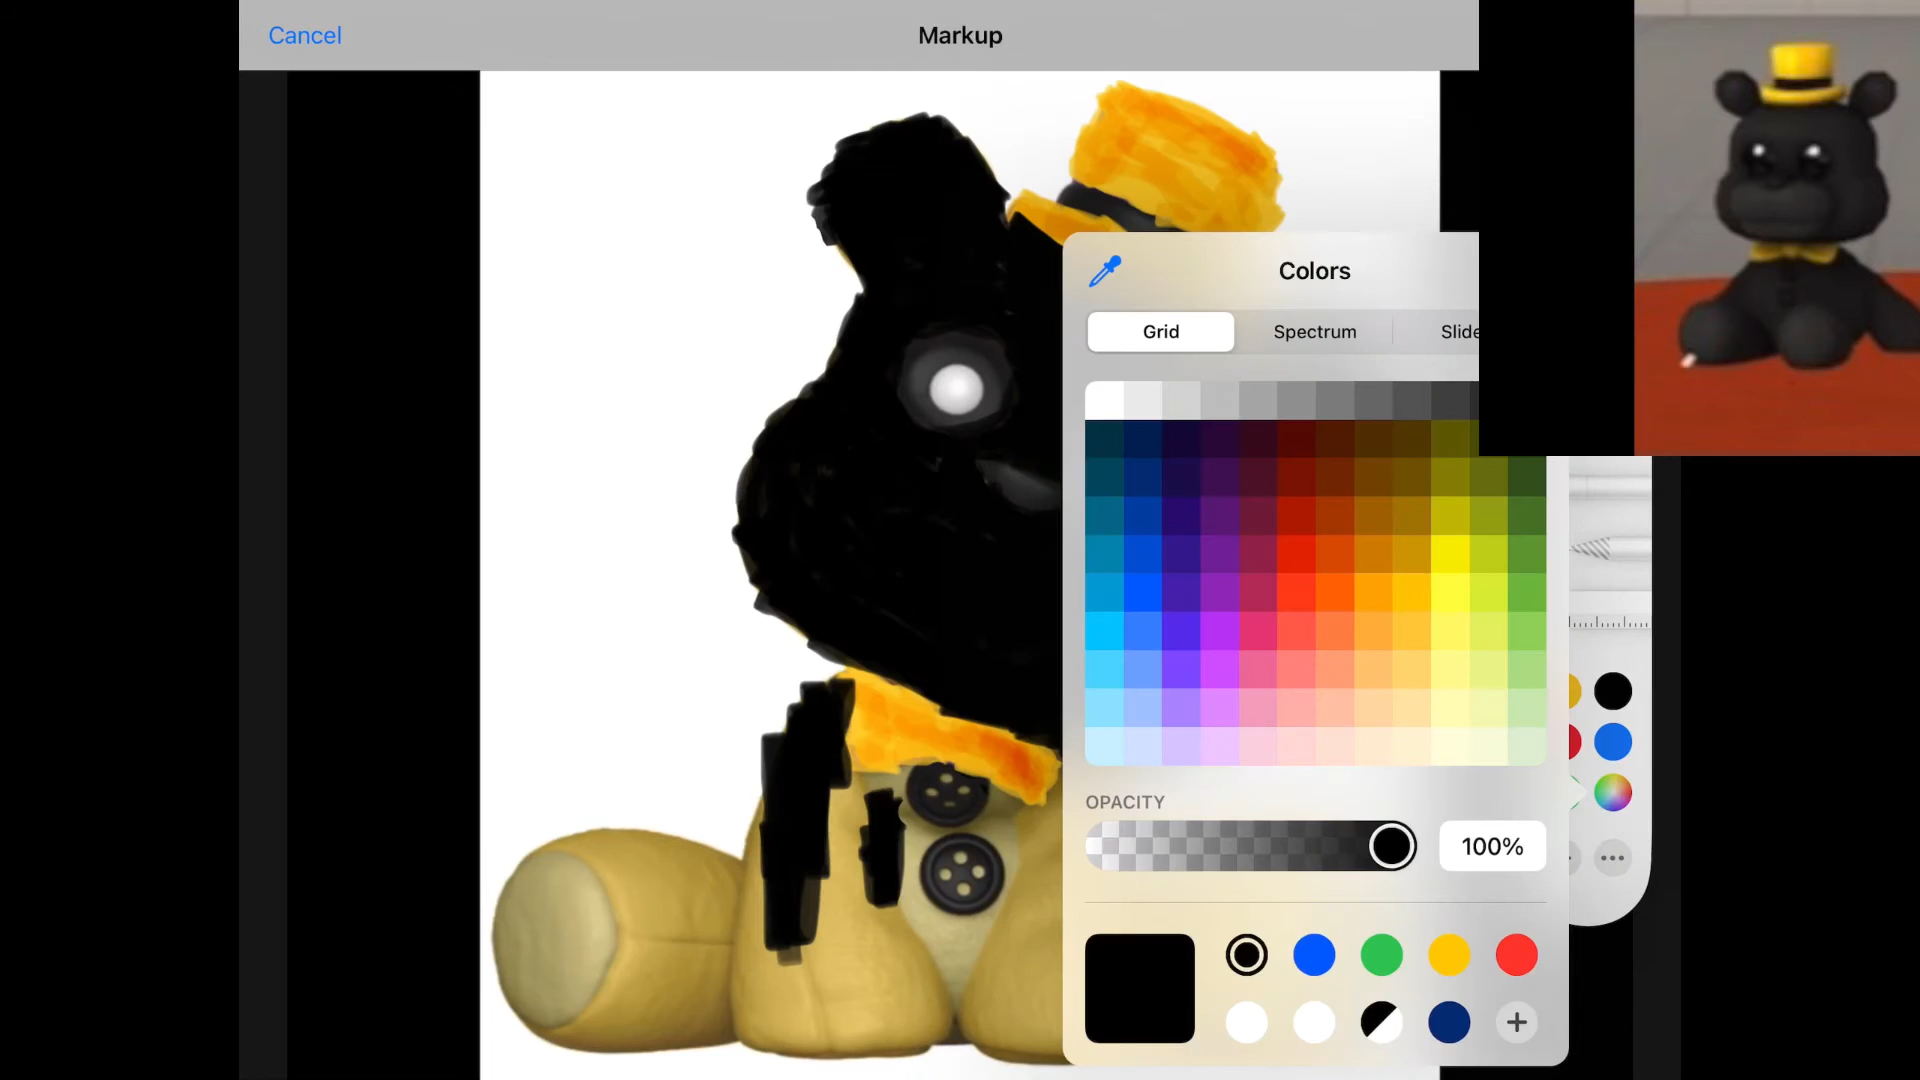 Cancel
Markup
Colors
Grid
Spectrum
Slide
OPACITY
100%